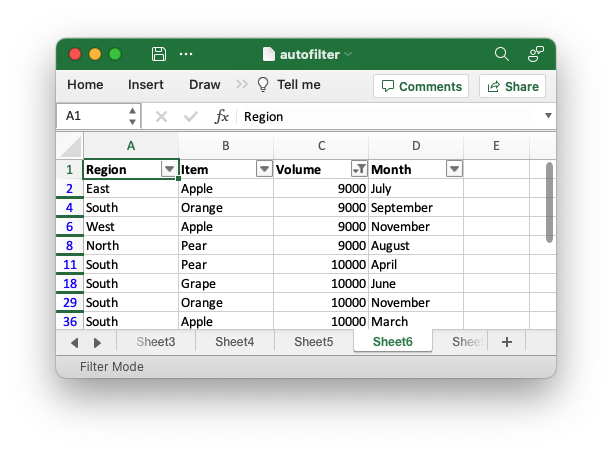 autofilter
Home Insert Draw Tell me Comments Share
A1 fx Region
A B C D E
1 Region Item Volume Month
2 East Apple 9000 July
4 South Orange 9000 September
6 West Apple 9000 November
8 North Pear 9000 August
11 South Pear 10000 April
18 South Grape 10000 June
29 South Orange 10000 November
36 South Apple 10000 March
Sheet3 Sheet4 Sheet5 Sheet6 Sheet
Filter Mode